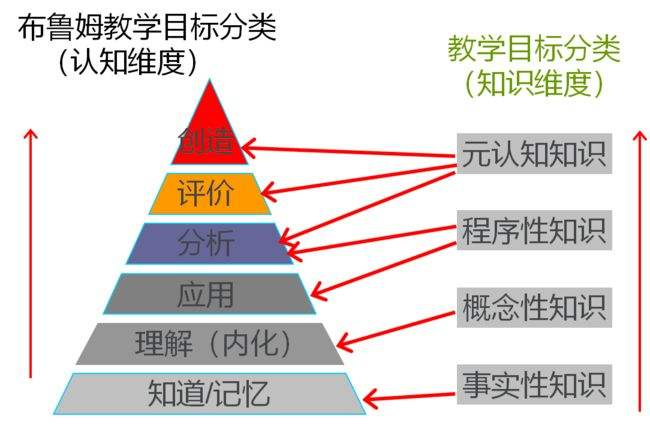 布鲁姆教学目标分类
（认知维度）
教学目标分类
（知识维度）
创造
元认知知识
评价
分析
程序性知识
应用
概念性知识
理解（内化）
知道/记忆
事实性知识